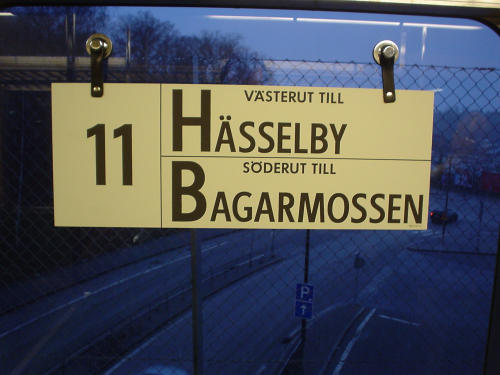 11
VÄSTERUT TILL
HÄSSELBY
SÖDERUT TILL
BAGARMOSSEN
P